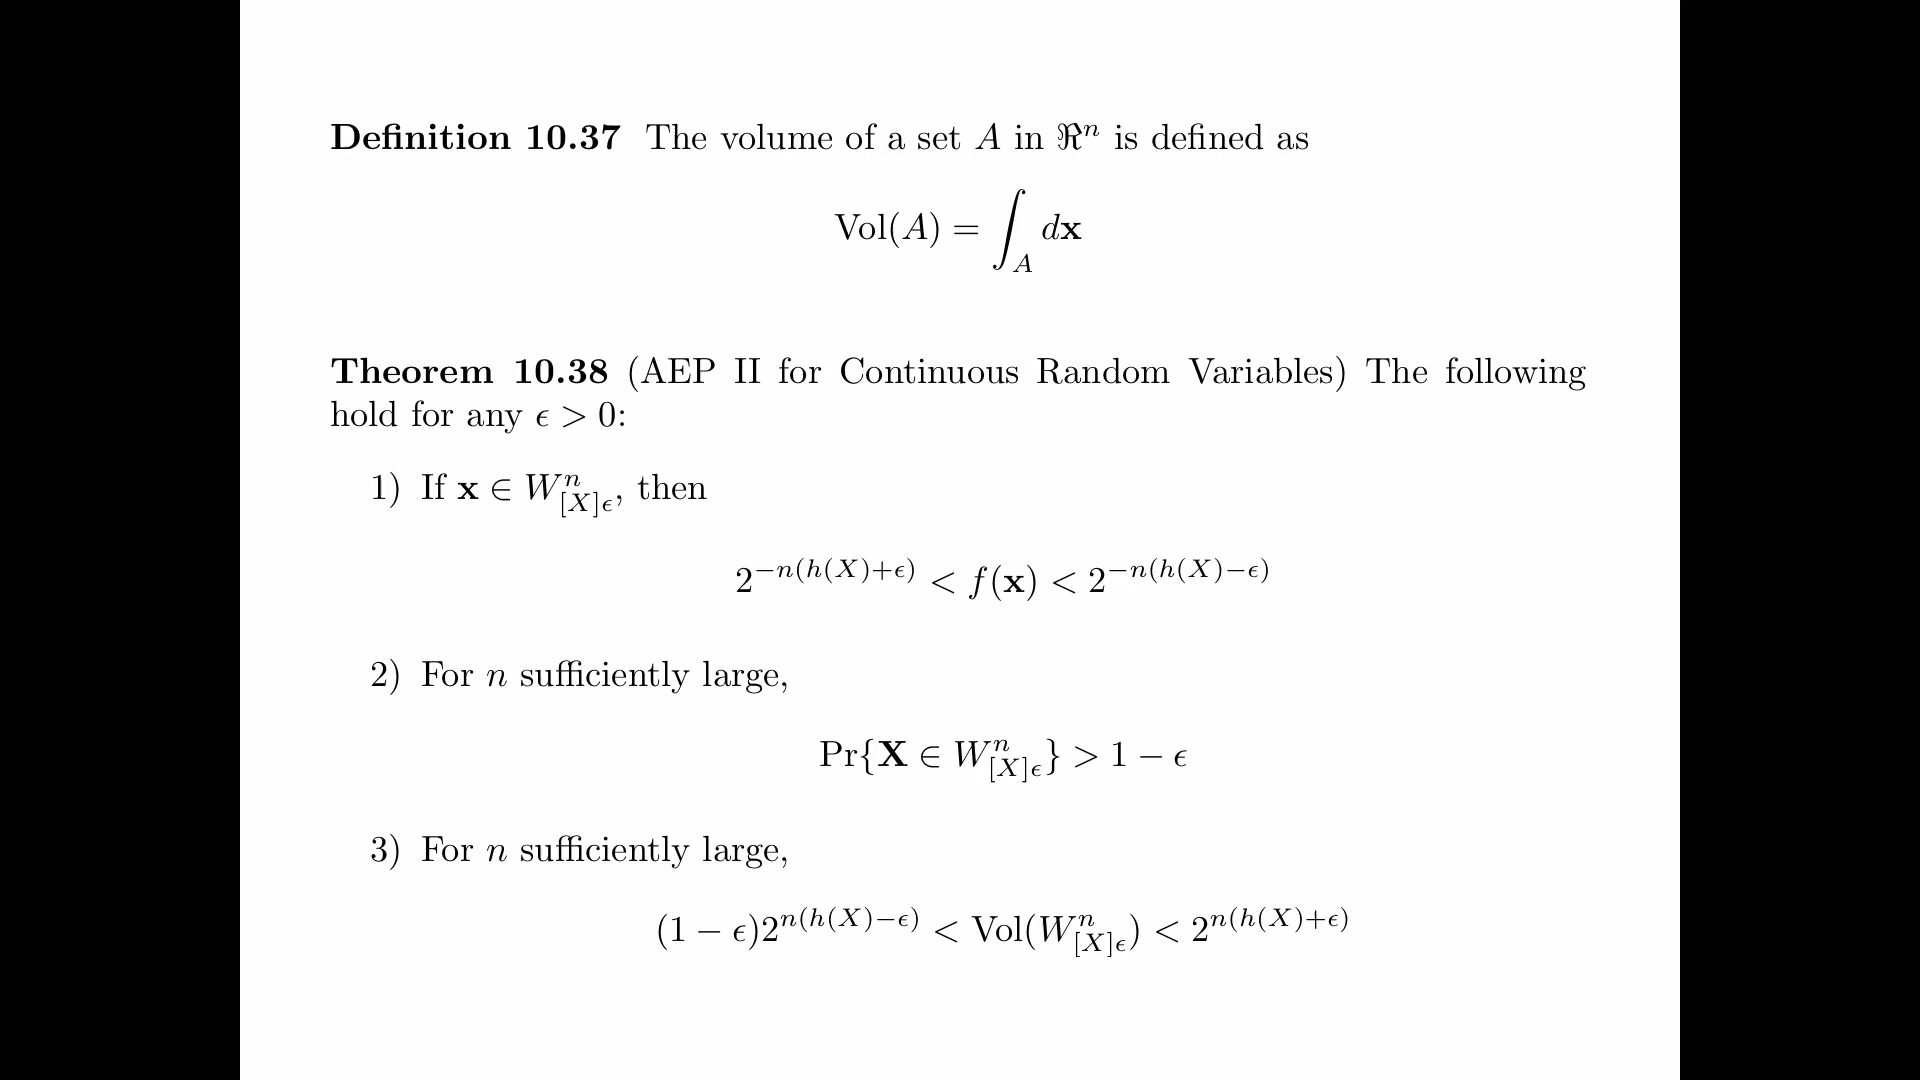 Definition 10.37 The volume of a set A in ℜⁿ is defined as
Vol(A) = ∫_A dx
Theorem 10.38 (AEP II for Continuous Random Variables) The following
hold for any ϵ > 0:
1) If x ∈ W^n_{[X]ϵ}, then
2^{−n(h(X)+ϵ)} < f(x) < 2^{−n(h(X)−ϵ)}
2) For n sufficiently large,
Pr{X ∈ W^n_{[X]ϵ}} > 1 − ϵ
3) For n sufficiently large,
(1 − ϵ)2^{n(h(X)−ϵ)} < Vol(W^n_{[X]ϵ}) < 2^{n(h(X)+ϵ)}